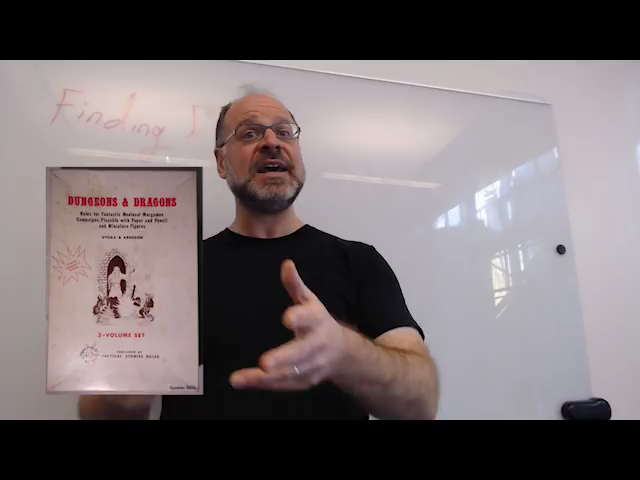 Finding
DUNGEONS & DRAGONS
Rules for Fantastic Medieval Wargames
Campaigns Playable with Paper and Pencil
and Miniature Figures
GYGAX & ARNESON
3-VOLUME SET
PUBLISHED BY
TACTICAL STUDIES RULES